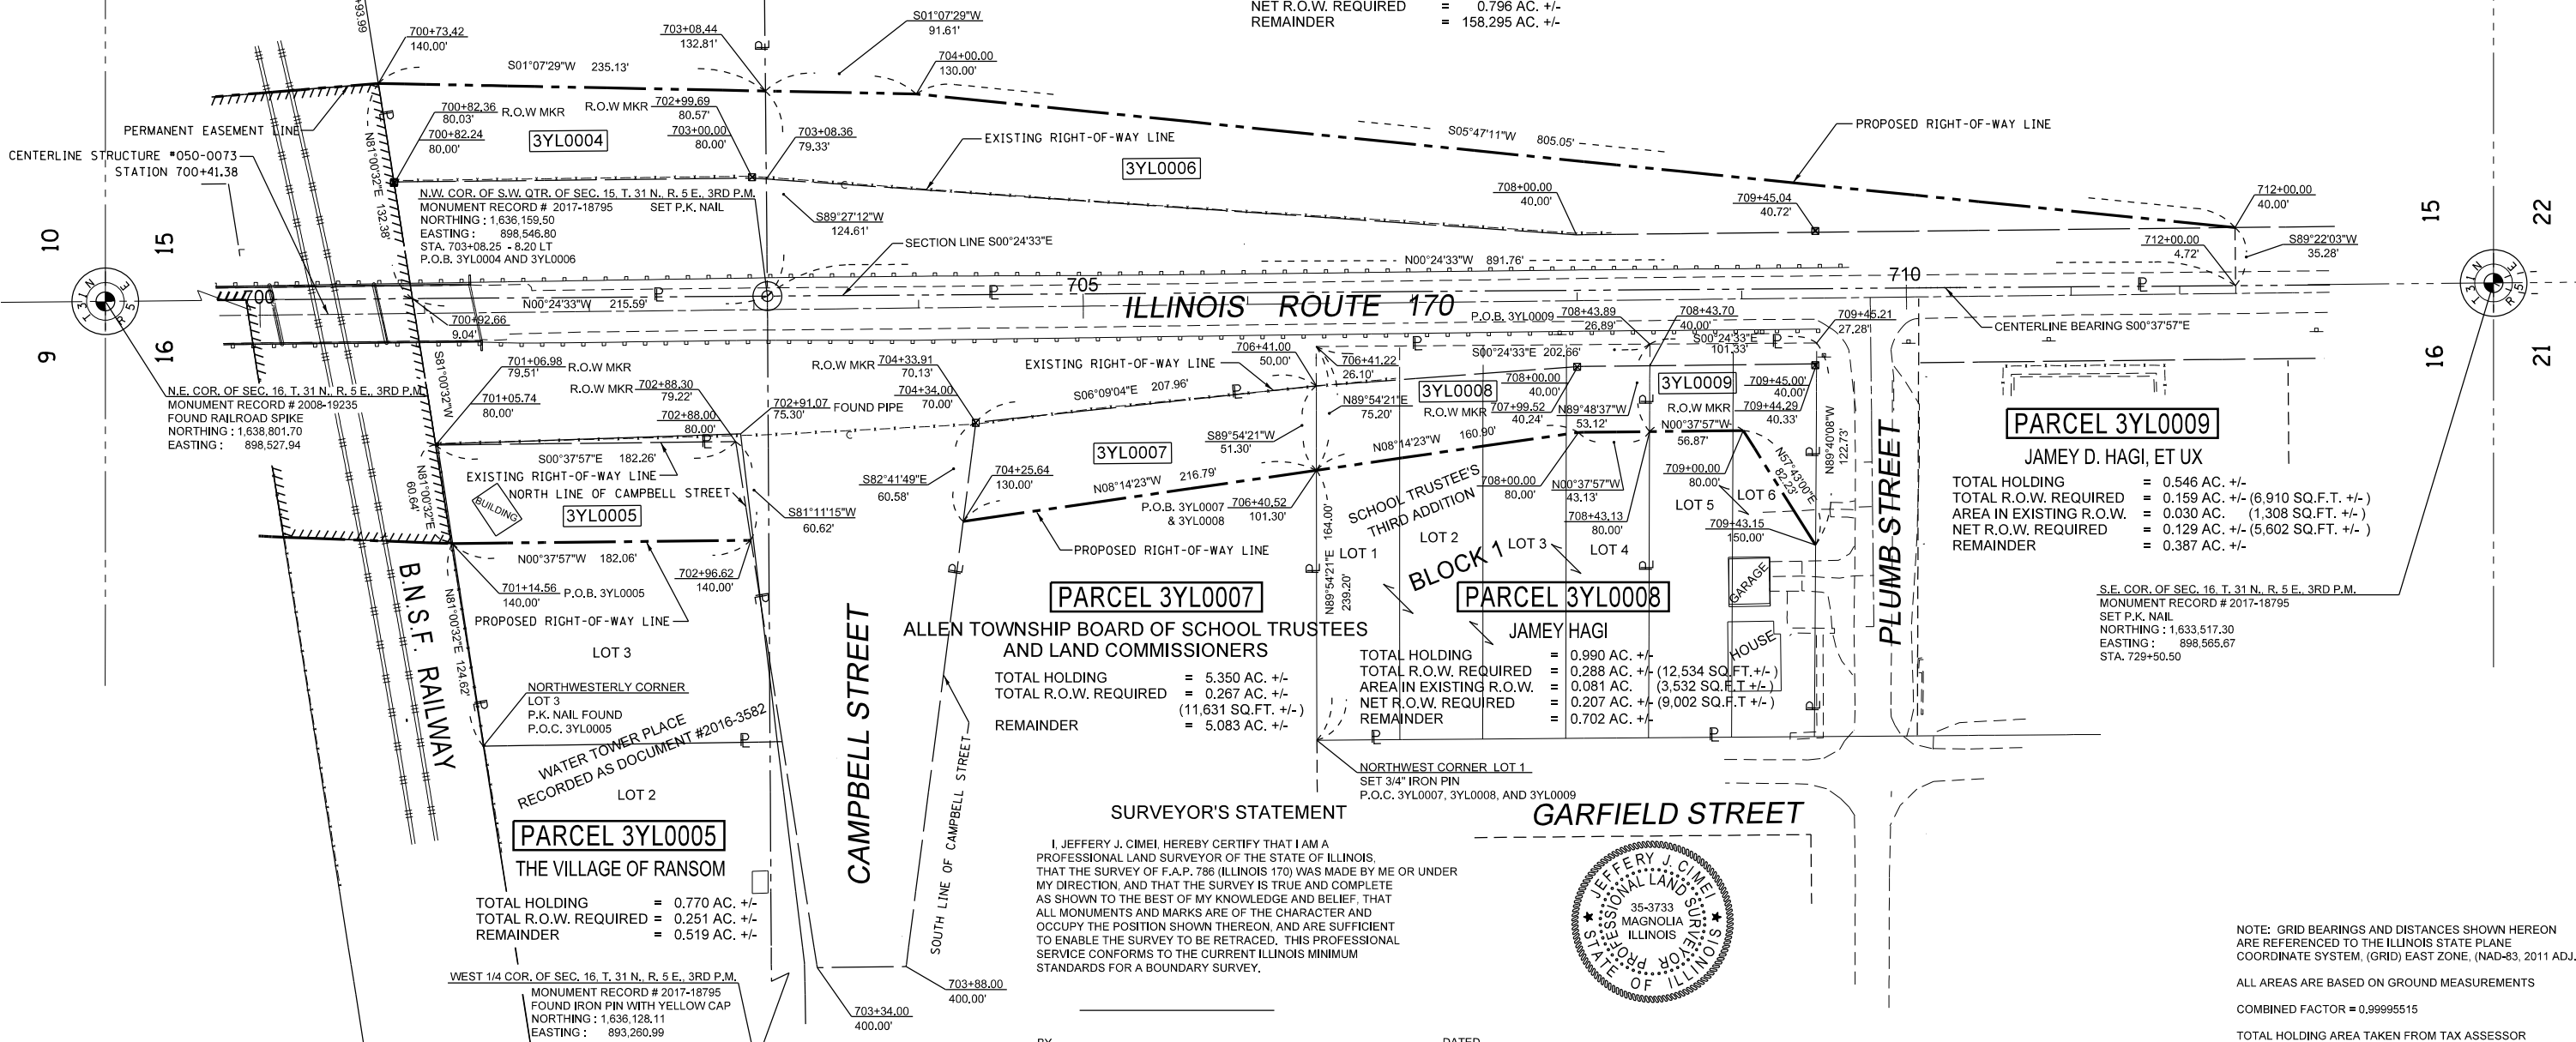 NET R.O.W. REQUIRED = 0.796 AC. +/-
REMAINDER = 158.295 AC. +/-
+93.99
700+73.42
140.00'
703+08.44
132.81'
S01°07'29"W
91.61'
704+00.00
130.00'
S01°07'29"W 235.13'
PERMANENT EASEMENT LINE
CENTERLINE STRUCTURE #050-0073
STATION 700+41.38
700+82.36 R.O.W MKR
80.03'
700+82.24
80.00'
3YL0004
R.O.W MKR 702+99.69
80.57'
703+00.00
80.00'
703+08.36
79.33'
EXISTING RIGHT-OF-WAY LINE
3YL0006
S05°47'11"W 805.05'
PROPOSED RIGHT-OF-WAY LINE
N81°00'32"E 132.38'
N.W. COR. OF S.W. QTR. OF SEC. 15, T. 31 N., R. 5 E., 3RD P.M.
MONUMENT RECORD # 2017-18795 SET P.K. NAIL
NORTHING : 1,636,159.50
EASTING : 898,546.80
STA. 703+08.25 - 8.20 LT
P.O.B. 3YL0004 AND 3YL0006
S89°27'12"W
124.61'
SECTION LINE S00°24'33"E
708+00.00
40.00'
709+45.04
40.72'
712+00.00
40.00'
712+00.00
4.72'
S89°22'03"W
35.28'
10
15
9
16
15
22
16
21
T 31 N
R 5 E
T 31 N
R 5 E
N00°24'33"W 891.76'
700
705
710
N00°24'33"W 215.59'
ILLINOIS ROUTE 170
CENTERLINE BEARING S00°37'57"E
700+92.66
9.04'
S81°00'32"W
N.E. COR. OF SEC. 16, T. 31 N., R. 5 E., 3RD P.M.
MONUMENT RECORD # 2008-19235
FOUND RAILROAD SPIKE
NORTHING : 1,638,801.70
EASTING : 898,527.94
701+06.98 R.O.W MKR
79.51'
701+05.74
80.00'
R.O.W MKR 702+88.30
79.22'
702+88.00
80.00'
702+91.07 FOUND PIPE
75.30'
R.O.W MKR 704+33.91
70.13'
704+34.00
70.00'
EXISTING RIGHT-OF-WAY LINE
S06°09'04"E 207.96'
706+41.00
50.00'
706+41.22
26.10'
P.O.B. 3YL0009 708+43.89
26.89'
708+43.70
40.00'
S00°24'33"E 202.66'
S00°24'33"E
101.33'
709+45.21
27.28'
3YL0008
708+00.00
40.00'
3YL0009
709+45.00'
40.00'
R.O.W MKR 707+99.52
40.24'
N89°48'37"W
53.12'
R.O.W MKR 709+44.29
40.33'
N89°54'21"E
75.20'
S89°54'21"W
51.30'
N08°14'23"W 160.90'
N00°37'57"W
56.87'
N57°43'00"E
82.23'
N89°40'08"W
122.73'
709+00.00
80.00'
N00°37'57"W
43.13'
708+00.00
80.00'
708+43.13
80.00'
709+43.15
150.00'
S00°37'57"E 182.26'
EXISTING RIGHT-OF-WAY LINE
NORTH LINE OF CAMPBELL STREET
BUILDING
3YL0005
N81°00'32"E
60.64'
N00°37'57"W 182.06'
701+14.56 P.O.B. 3YL0005
140.00'
702+96.62
140.00'
PROPOSED RIGHT-OF-WAY LINE
S81°11'15"W
60.62'
S82°41'49"E
60.58'
3YL0007
704+25.64
130.00'
N08°14'23"W 216.79'
P.O.B. 3YL0007 706+40.52
& 3YL0008 101.30'
PROPOSED RIGHT-OF-WAY LINE
SCHOOL TRUSTEE'S
THIRD ADDITION
BLOCK 1
LOT 1
LOT 2
LOT 3
LOT 4
LOT 5
LOT 6
N89°54'21"E 164.00'
239.20'
GARAGE
HOUSE
PLUMB STREET
PARCEL 3YL0009
JAMEY D. HAGI, ET UX
TOTAL HOLDING = 0.546 AC. +/-
TOTAL R.O.W. REQUIRED = 0.159 AC. +/- (6,910 SQ.F.T. +/- )
AREA IN EXISTING R.O.W. = 0.030 AC. (1,308 SQ.FT. +/- )
NET R.O.W. REQUIRED = 0.129 AC. +/- (5,602 SQ.FT. +/- )
REMAINDER = 0.387 AC. +/-
S.E. COR. OF SEC. 16, T. 31 N., R. 5 E., 3RD P.M.
MONUMENT RECORD # 2017-18795
SET P.K. NAIL
NORTHING : 1,633,517.30
EASTING : 898,565.67
STA. 729+50.50
B.N.S.F. RAILWAY
N81°00'32"E 124.62'
LOT 3
NORTHWESTERLY CORNER
LOT 3
P.K. NAIL FOUND
P.O.C. 3YL0005
WATER TOWER PLACE
RECORDED AS DOCUMENT #2016-3582
LOT 2
PARCEL 3YL0005
THE VILLAGE OF RANSOM
TOTAL HOLDING = 0.770 AC. +/-
TOTAL R.O.W. REQUIRED = 0.251 AC. +/-
REMAINDER = 0.519 AC. +/-
WEST 1/4 COR. OF SEC. 16, T. 31 N., R. 5 E., 3RD P.M.
MONUMENT RECORD # 2017-18795
FOUND IRON PIN WITH YELLOW CAP
NORTHING : 1,636,128.11
EASTING : 893,260.99
CAMPBELL STREET
SOUTH LINE OF CAMPBELL STREET
703+88.00
400.00'
703+34.00
400.00'
PARCEL 3YL0007
ALLEN TOWNSHIP BOARD OF SCHOOL TRUSTEES
AND LAND COMMISSIONERS
TOTAL HOLDING = 5.350 AC. +/-
TOTAL R.O.W. REQUIRED = 0.267 AC. +/-
(11,631 SQ.FT. +/-)
REMAINDER = 5.083 AC. +/-
PARCEL 3YL0008
JAMEY HAGI
TOTAL HOLDING = 0.990 AC. +/-
TOTAL R.O.W. REQUIRED = 0.288 AC. +/- (12,534 SQ.FT.+/-)
AREA IN EXISTING R.O.W. = 0.081 AC. (3,532 SQ.F.T +/-)
NET R.O.W. REQUIRED = 0.207 AC. +/- (9,002 SQ.F.T +/-)
REMAINDER = 0.702 AC. +/-
NORTHWEST CORNER LOT 1
SET 3/4" IRON PIN
P.O.C. 3YL0007, 3YL0008, AND 3YL0009
GARFIELD STREET
SURVEYOR'S STATEMENT
I, JEFFERY J. CIMEI, HEREBY CERTIFY THAT I AM A
PROFESSIONAL LAND SURVEYOR OF THE STATE OF ILLINOIS,
THAT THE SURVEY OF F.A.P. 786 (ILLINOIS 170) WAS MADE BY ME OR UNDER
MY DIRECTION, AND THAT THE SURVEY IS TRUE AND COMPLETE
AS SHOWN TO THE BEST OF MY KNOWLEDGE AND BELIEF, THAT
ALL MONUMENTS AND MARKS ARE OF THE CHARACTER AND
OCCUPY THE POSITION SHOWN THEREON, AND ARE SUFFICIENT
TO ENABLE THE SURVEY TO BE RETRACED. THIS PROFESSIONAL
SERVICE CONFORMS TO THE CURRENT ILLINOIS MINIMUM
STANDARDS FOR A BOUNDARY SURVEY.
JEFFERY J. CIMEI
PROFESSIONAL LAND SURVEYOR
35-3733
MAGNOLIA
ILLINOIS
STATE OF ILLINOIS
NOTE: GRID BEARINGS AND DISTANCES SHOWN HEREON
ARE REFERENCED TO THE ILLINOIS STATE PLANE
COORDINATE SYSTEM, (GRID) EAST ZONE, (NAD-83, 2011 ADJ.
ALL AREAS ARE BASED ON GROUND MEASUREMENTS
COMBINED FACTOR = 0.99995515
TOTAL HOLDING AREA TAKEN FROM TAX ASSESSOR
BY
DATED